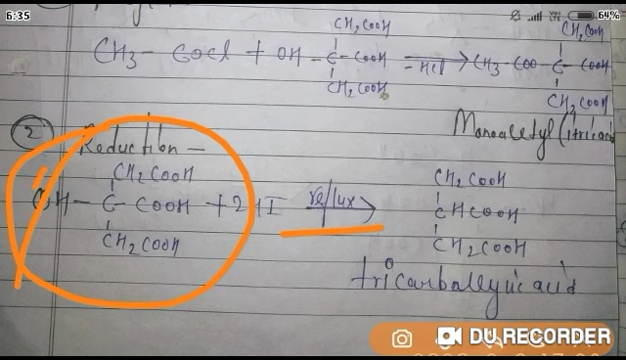 6:35 64%
CH₂COOH CH₂COOH
CH₃ - COCl + OH - C - COOH -HCl → CH₃ - COO - C - COOH
CH₂COOH CH₂COOH
Monoacetyl Citric acid
② Reduction -
CH₂COOH CH₂COOH
OH - C - COOH + 2HI reflux → CHCOOH
CH₂COOH CH₂COOH
tricarballylic acid
DU RECORDER